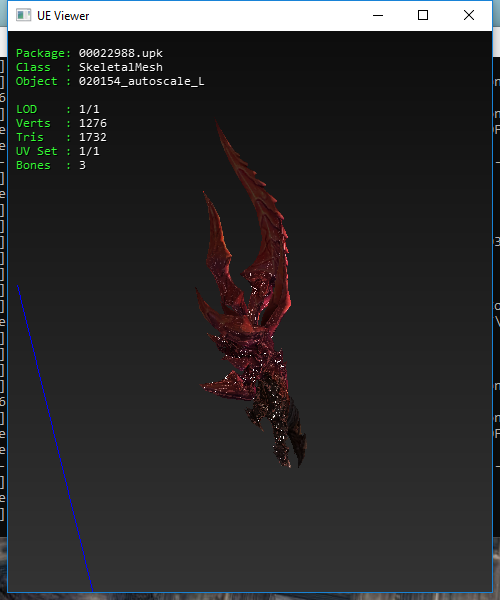 UE Viewer
Package: 00022988.upk
Class : SkeletalMesh
Object : 020154_autoscale_L
LOD : 1/1
Verts : 1276
Tris : 1732
UV Set : 1/1
Bones : 3